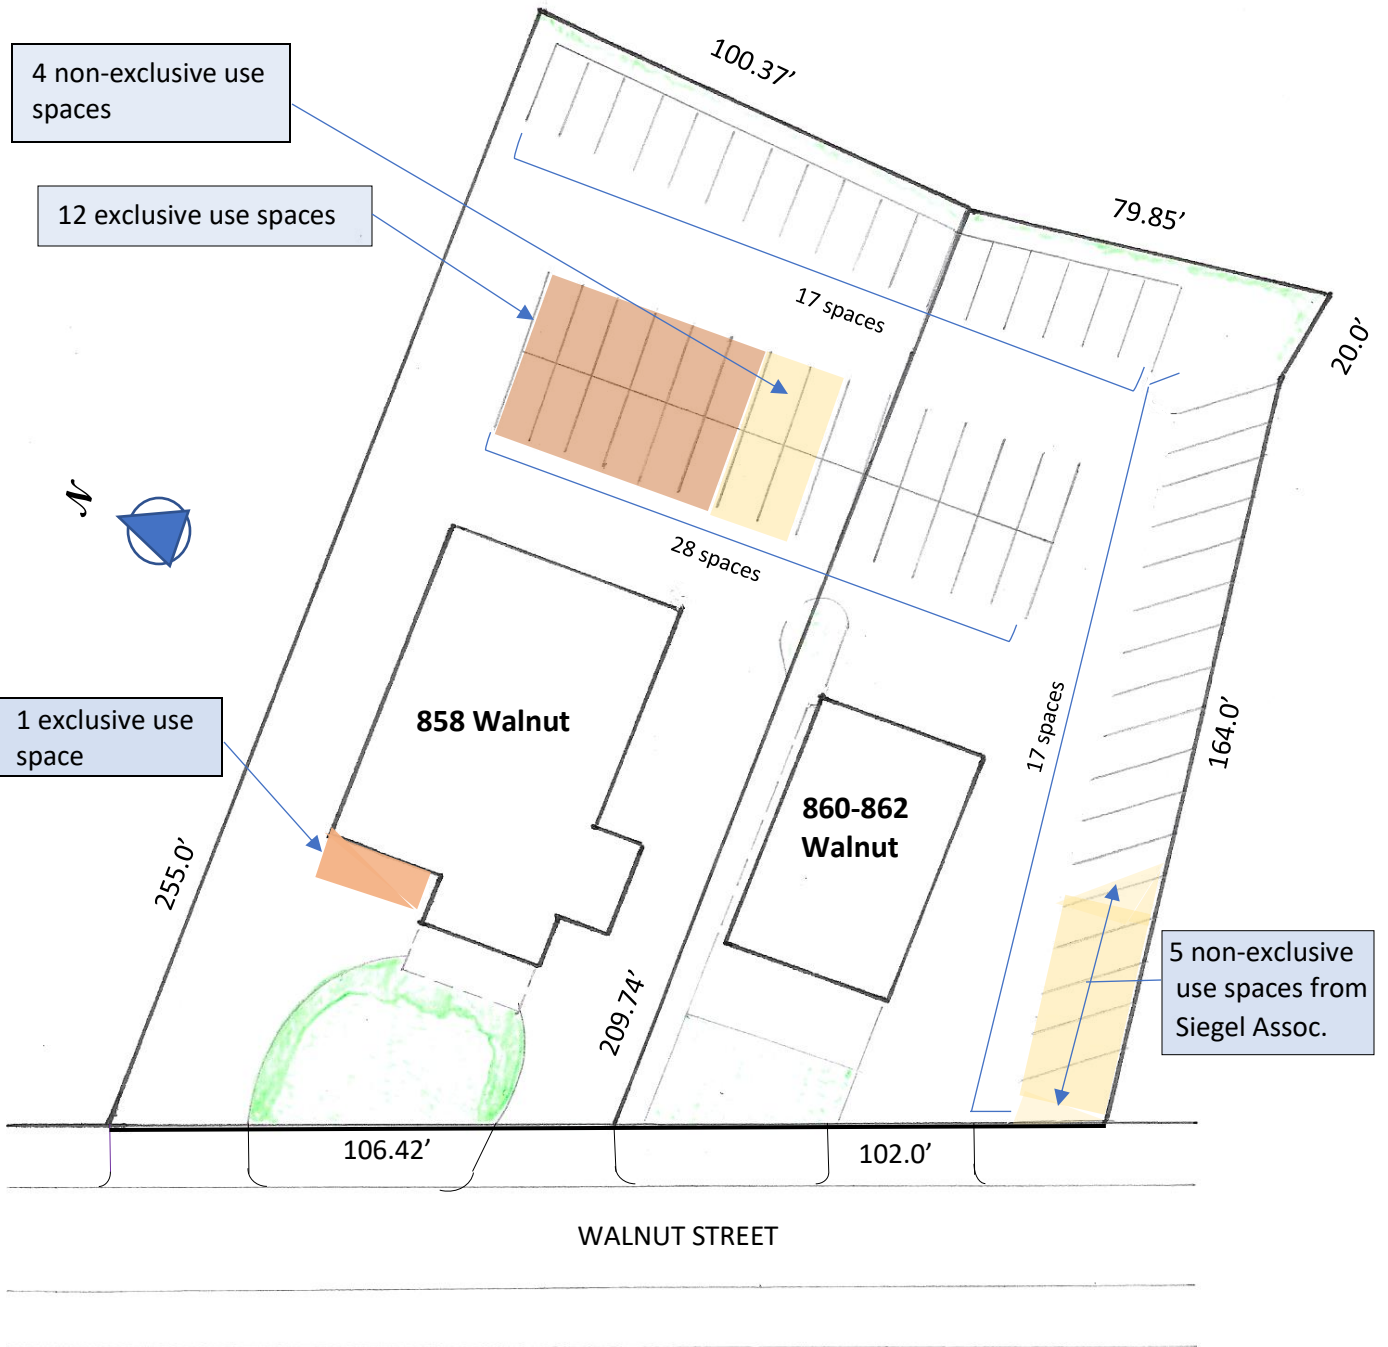 100.37’
4 non-exclusive use
spaces
12 exclusive use spaces
79.85’
17 spaces
20.0’
N
28 spaces
1 exclusive use
space
858 Walnut
17 spaces
164.0’
860-862
Walnut
255.0’
5 non-exclusive
use spaces from
Siegel Assoc.
209.74’
106.42’
102.0’
WALNUT STREET